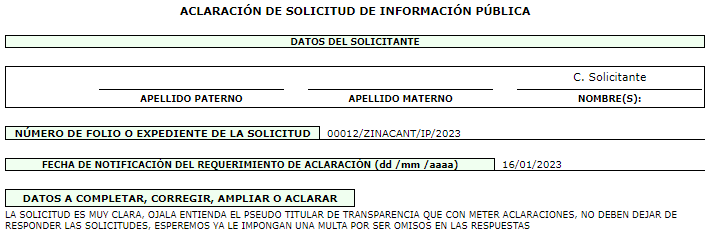 ACLARACIÓN DE SOLICITUD DE INFORMACIÓN PÚBLICA
DATOS DEL SOLICITANTE
C. Solicitante
APELLIDO PATERNO APELLIDO MATERNO NOMBRE(S):
NÚMERO DE FOLIO O EXPEDIENTE DE LA SOLICITUD 00012/ZINACANT/IP/2023
FECHA DE NOTIFICACIÓN DEL REQUERIMIENTO DE ACLARACIÓN (dd /mm /aaaa) 16/01/2023
DATOS A COMPLETAR, CORREGIR, AMPLIAR O ACLARAR
LA SOLICITUD ES MUY CLARA, OJALA ENTIENDA EL PSEUDO TITULAR DE TRANSPARENCIA QUE CON METER ACLARACIONES, NO DEBEN DEJAR DE
RESPONDER LAS SOLICITUDES, ESPEREMOS YA LE IMPONGAN UNA MULTA POR SER OMISOS EN LAS RESPUESTAS